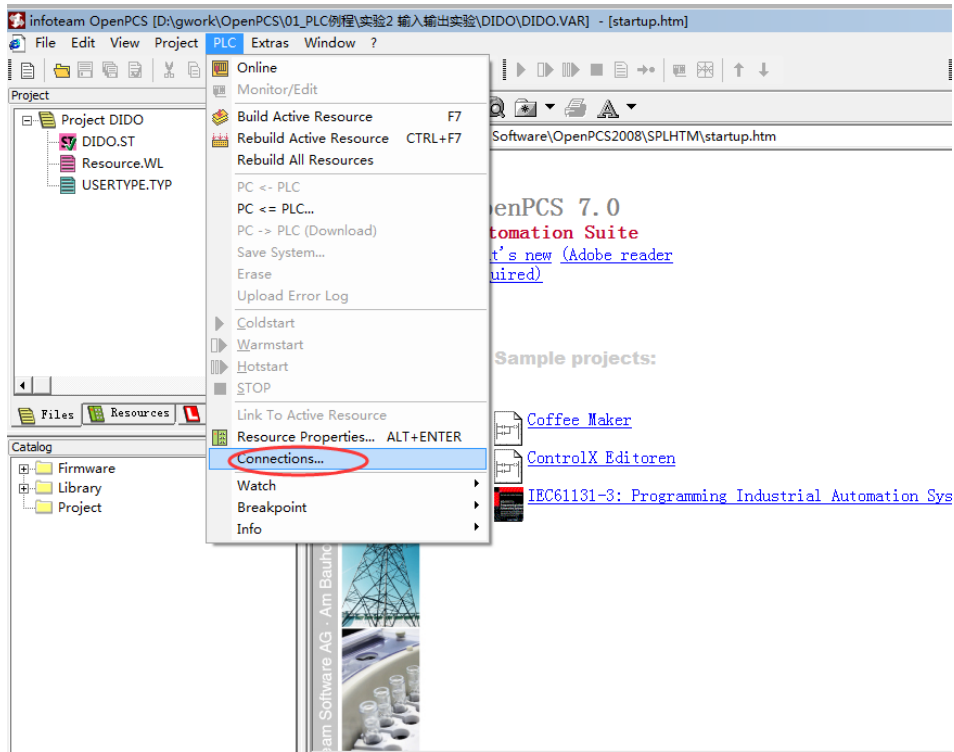 infoteam OpenPCS [D:\gwork\OpenPCS\01_PLC例程\实验2 输入输出实验\DIDO\DIDO.VAR] - [startup.htm]
File Edit View Project PLC Extras Window ?
Project
Project DIDO
DIDO.ST
Resource.WL
USERTYPE.TYP
Files Resources
Catalog
Firmware
Library
Project
Online
Monitor/Edit
Build Active Resource F7
Rebuild Active Resource CTRL+F7
Rebuild All Resources
PC <- PLC
PC <= PLC...
PC -> PLC (Download)
Save System...
Erase
Upload Error Log
Coldstart
Warmstart
Hotstart
STOP
Link To Active Resource
Resource Properties... ALT+ENTER
Connections...
Watch
Breakpoint
Info
Software\OpenPCS2008\SPLHTM\startup.htm
enPCS 7.0
tomation Suite
t's new (Adobe reader
uired)
Sample projects:
Coffee Maker
ControlX Editoren
IEC61131-3: Programming Industrial Automation Sys
eam Software AG · Am Bauho